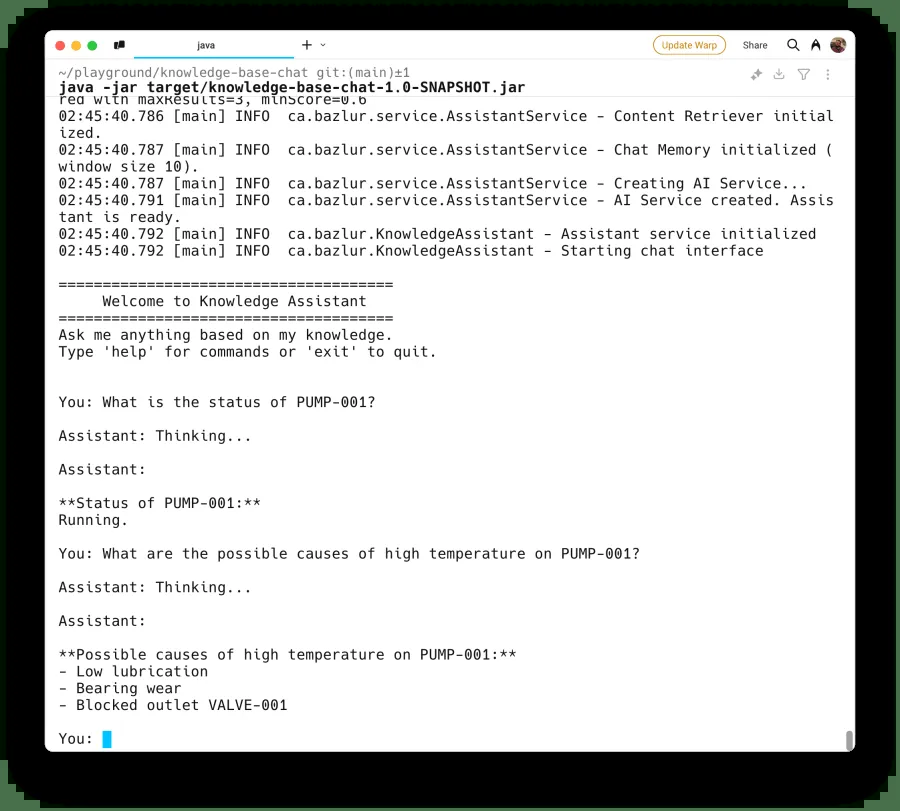 java
Update Warp
Share
~/playground/knowledge-base-chat git:(main)±1
java -jar target/knowledge-base-chat-1.0-SNAPSHOT.jar
red with maxResults=3, minScore=0.6
02:45:40.786 [main] INFO  ca.bazlur.service.AssistantService - Content Retriever initial
ized.
02:45:40.787 [main] INFO  ca.bazlur.service.AssistantService - Chat Memory initialized (
window size 10).
02:45:40.787 [main] INFO  ca.bazlur.service.AssistantService - Creating AI Service...
02:45:40.791 [main] INFO  ca.bazlur.service.AssistantService - AI Service created. Assis
tant is ready.
02:45:40.792 [main] INFO  ca.bazlur.KnowledgeAssistant - Assistant service initialized
02:45:40.792 [main] INFO  ca.bazlur.KnowledgeAssistant - Starting chat interface
======================================
Welcome to Knowledge Assistant
======================================
Ask me anything based on my knowledge.
Type 'help' for commands or 'exit' to quit.
You: What is the status of PUMP-001?
Assistant: Thinking...
Assistant:
**Status of PUMP-001:**
Running.
You: What are the possible causes of high temperature on PUMP-001?
Assistant: Thinking...
Assistant:
**Possible causes of high temperature on PUMP-001:**
- Low lubrication
- Bearing wear
- Blocked outlet VALVE-001
You: